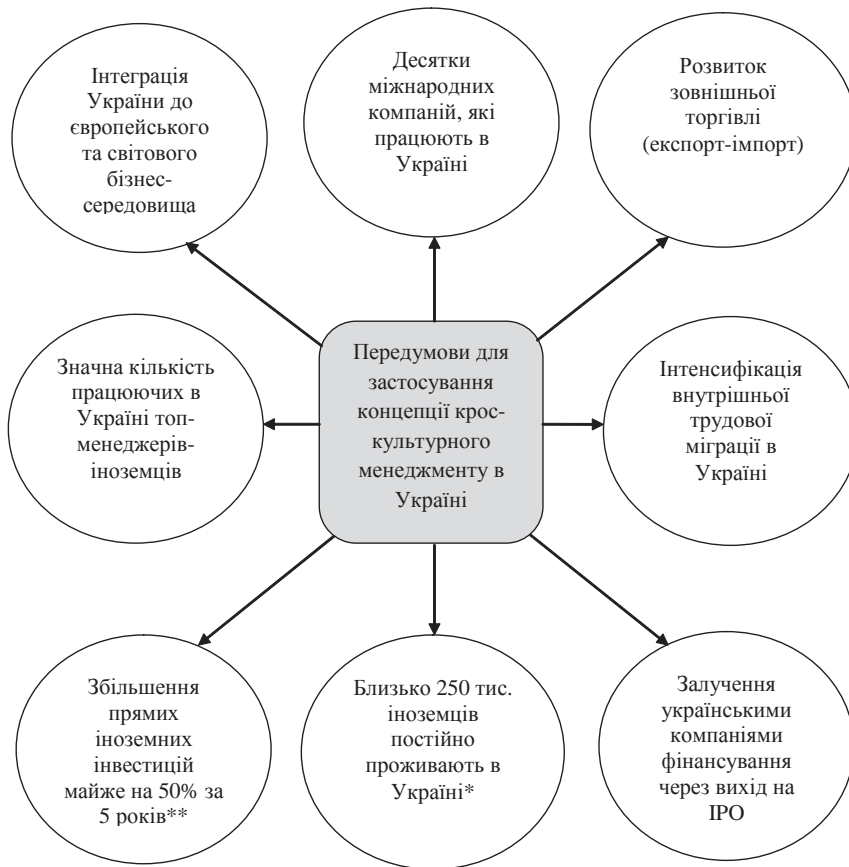 Інтеграція
України до
європейського
та світового
бізнес-
середовища
Десятки
міжнародних
компаній, які
працюють в
Україні
Розвиток
зовнішньої
торгівлі
(експорт-імпорт)
Значна кількість
працюючих в
Україні топ-
менеджерів-
іноземців
Передумови для
застосування
концепції крос-
культурного
менеджменту в
Україні
Інтенсифікація
внутрішньої
трудової
міграції в
Україні
Збільшення
прямих
іноземних
інвестицій
майже на 50% за
5 років**
Близько 250 тис.
іноземців
постійно
проживають в
Україні*
Залучення
українськими
компаніями
фінансування
через вихід на
ІРО